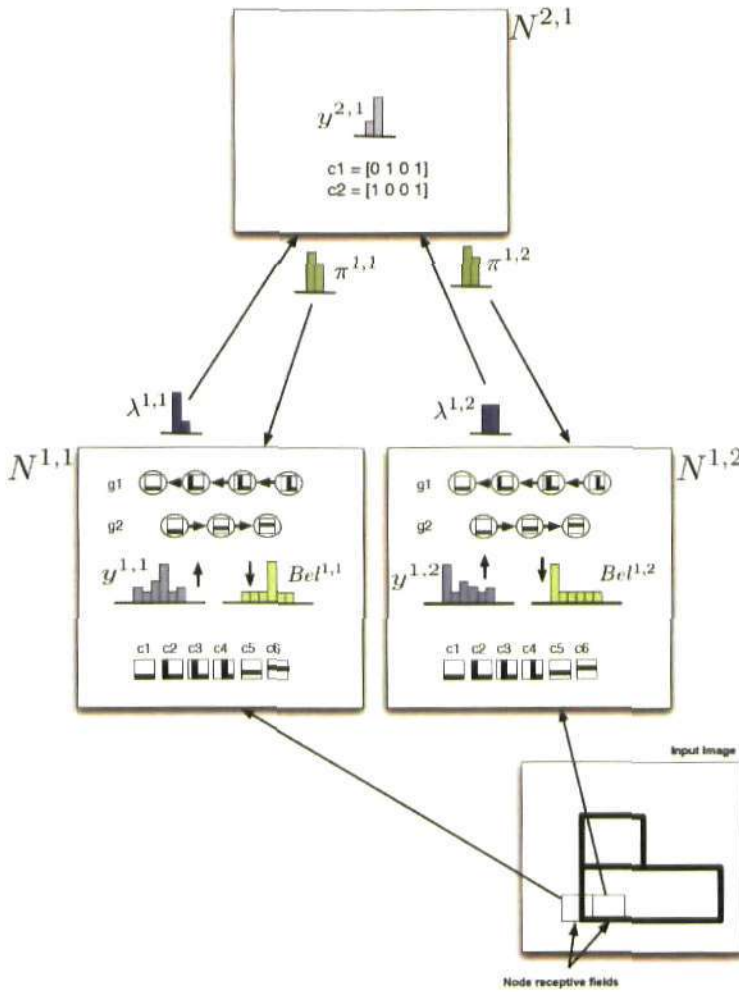 N^{2,1}
y^{2,1}
c1 = [0 1 0 1]
c2 = [1 0 0 1]
π^{1,1}
π^{1,2}
λ^{1,1}
λ^{1,2}
N^{1,1}
g1
g2
y^{1,1}
Bel^{1,1}
c1 c2 c3 c4 c5 c6
N^{1,2}
g1
g2
y^{1,2}
Bel^{1,2}
c1 c2 c3 c4 c5 c6
Input Image
Node receptive fields